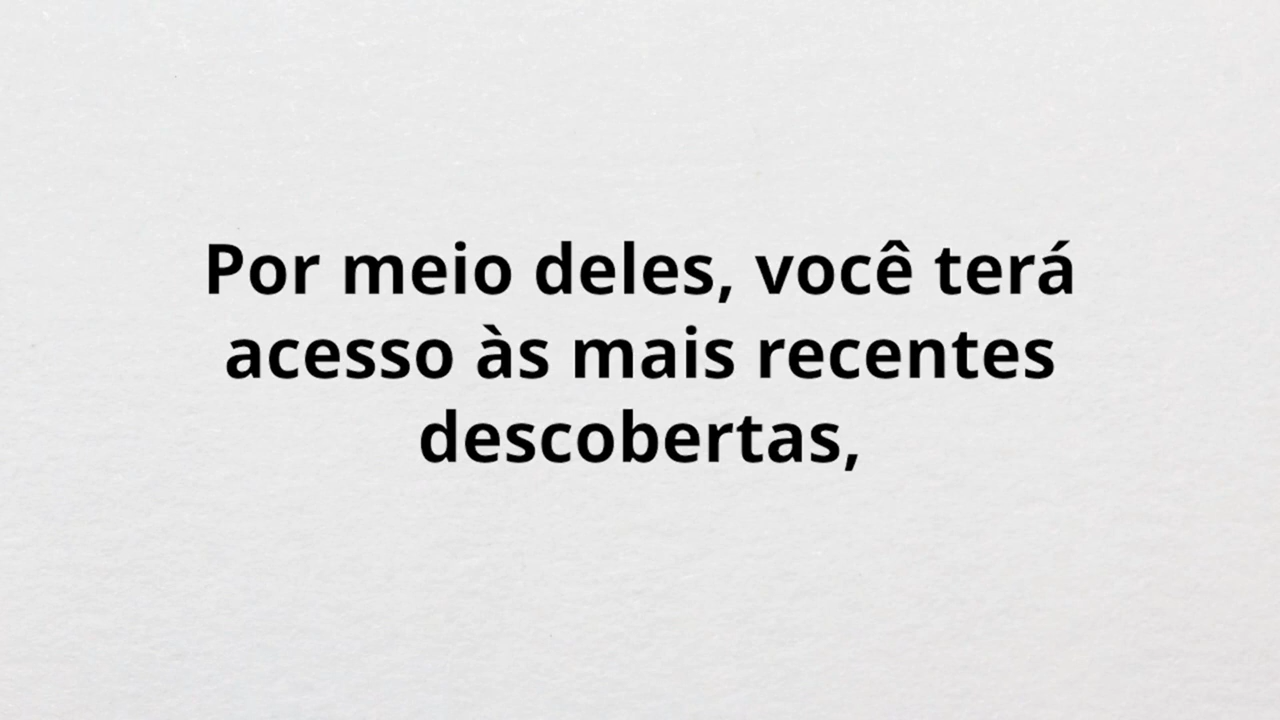 Por meio deles, você terá
acesso às mais recentes
descobertas,